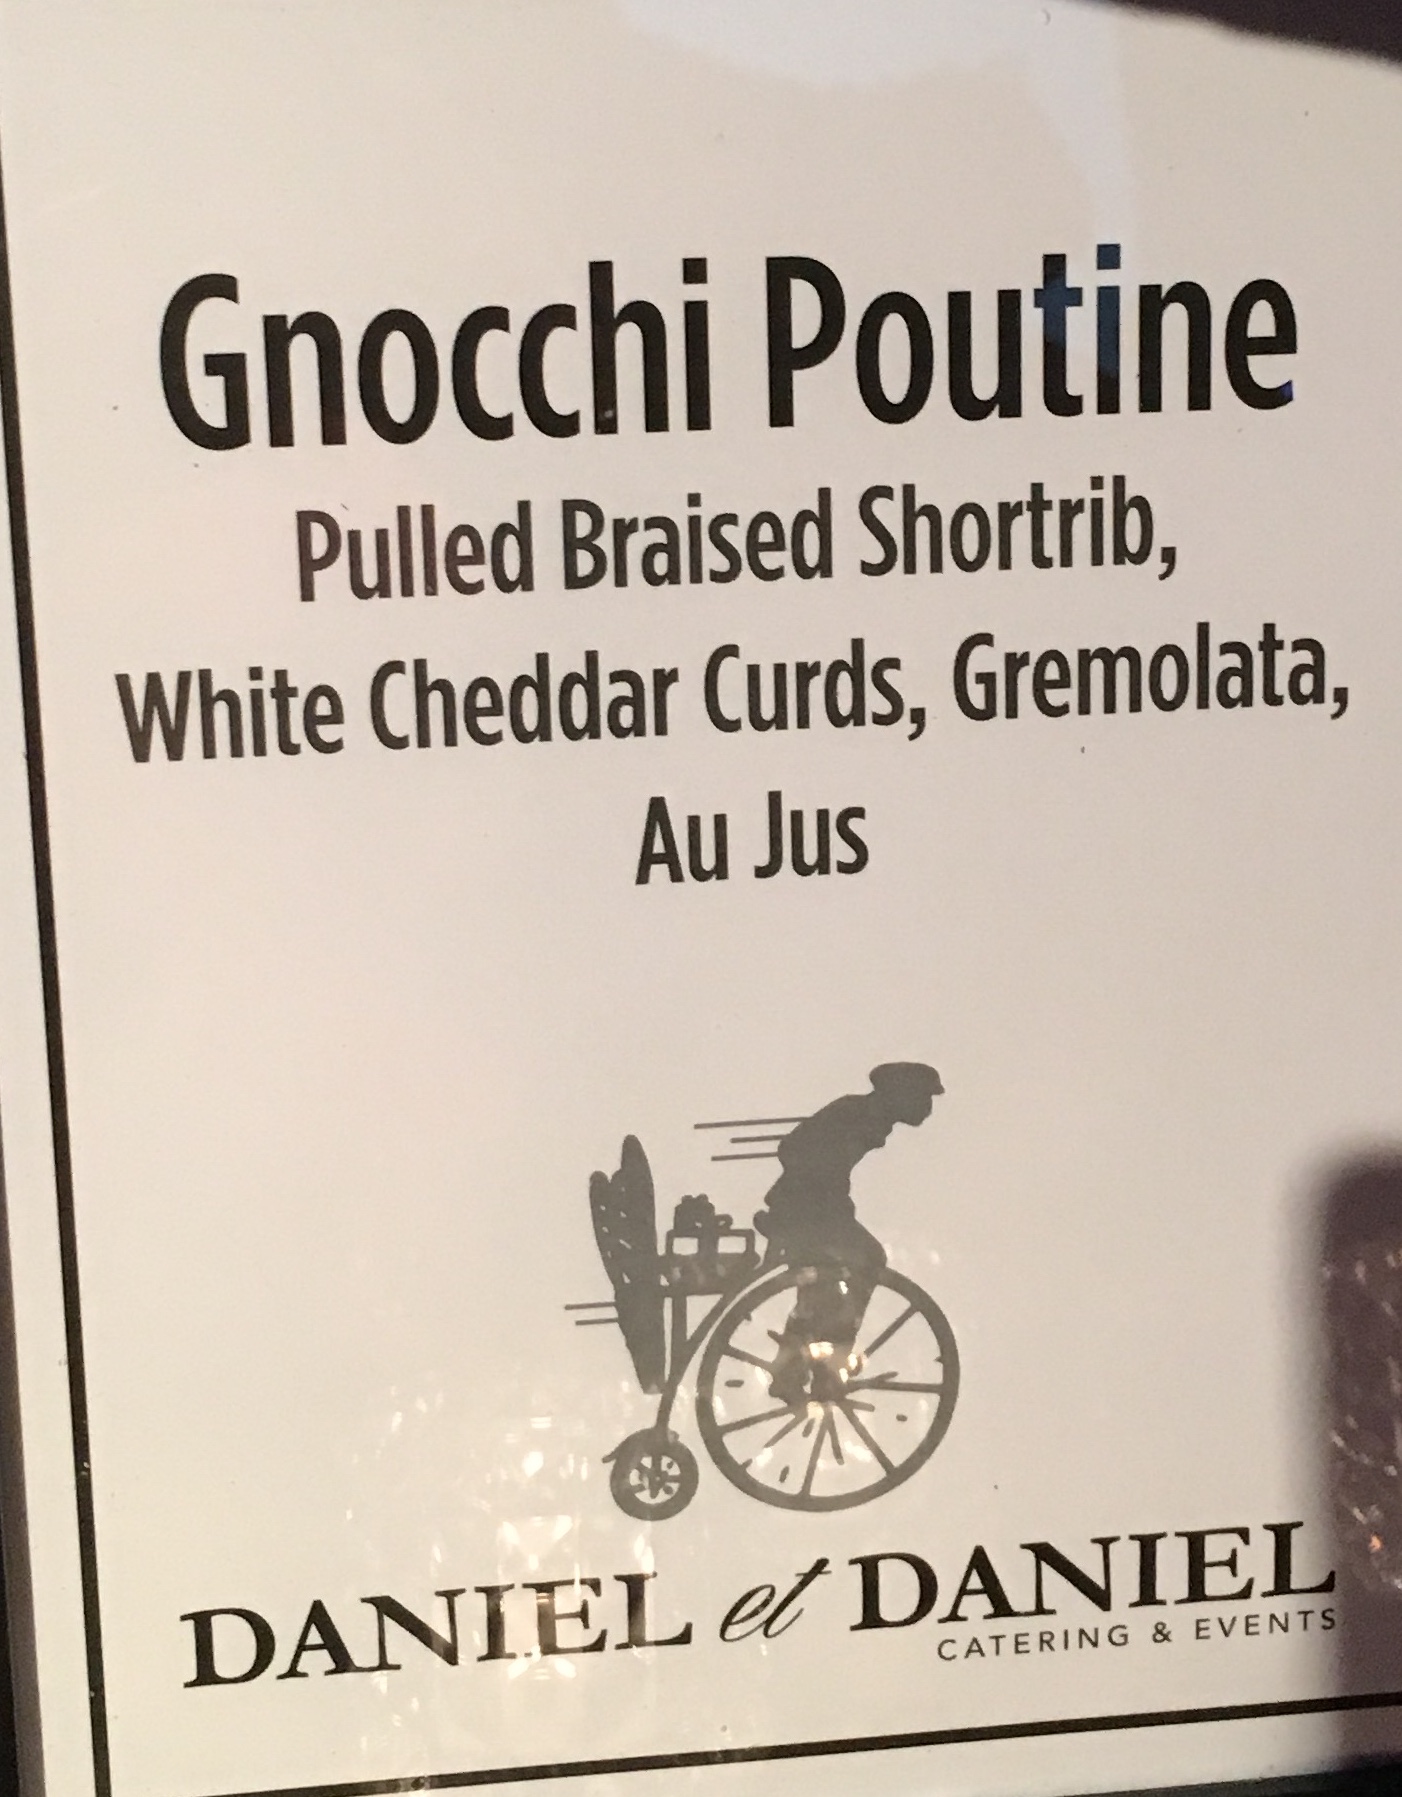 Gnocchi Poutine
Pulled Braised Shortrib,
White Cheddar Curds, Gremolata,
Au Jus
DANIEL et DANIEL
CATERING & EVENTS